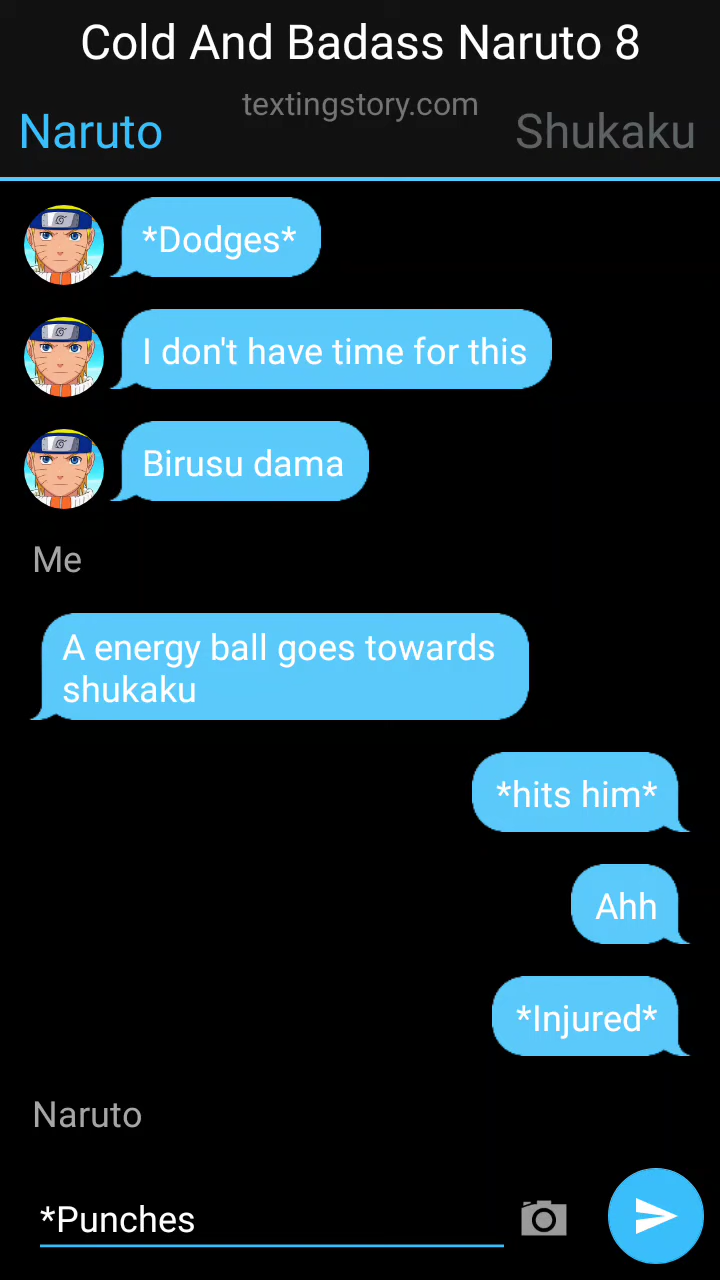 Cold And Badass Naruto 8
textingstory.com
Naruto
Shukaku
*Dodges*
I don't have time for this
Birusu dama
Me
A energy ball goes towards
shukaku
*hits him*
Ahh
*Injured*
Naruto
*Punches